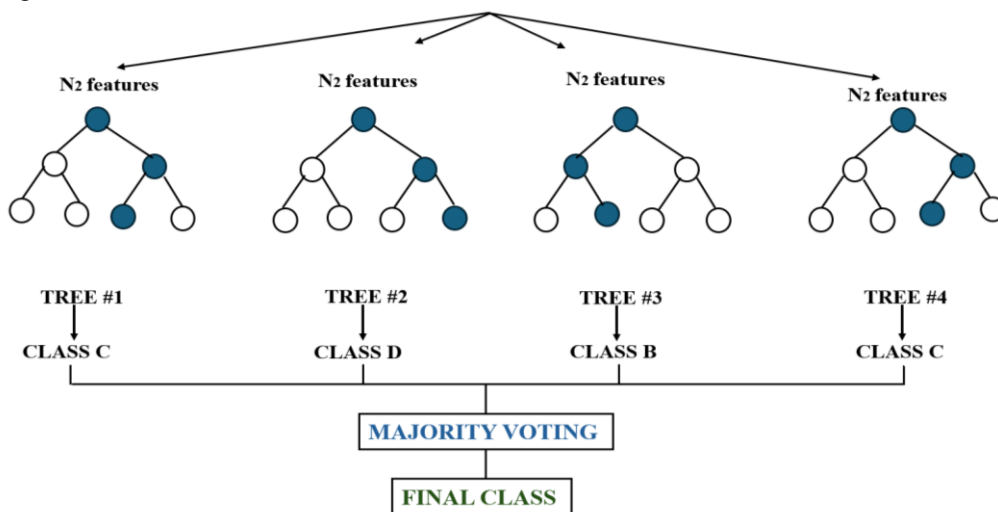 N₂ features
N₂ features
N₂ features
N₂ features
TREE #1
TREE #2
TREE #3
TREE #4
CLASS C
CLASS D
CLASS B
CLASS C
MAJORITY VOTING
FINAL CLASS